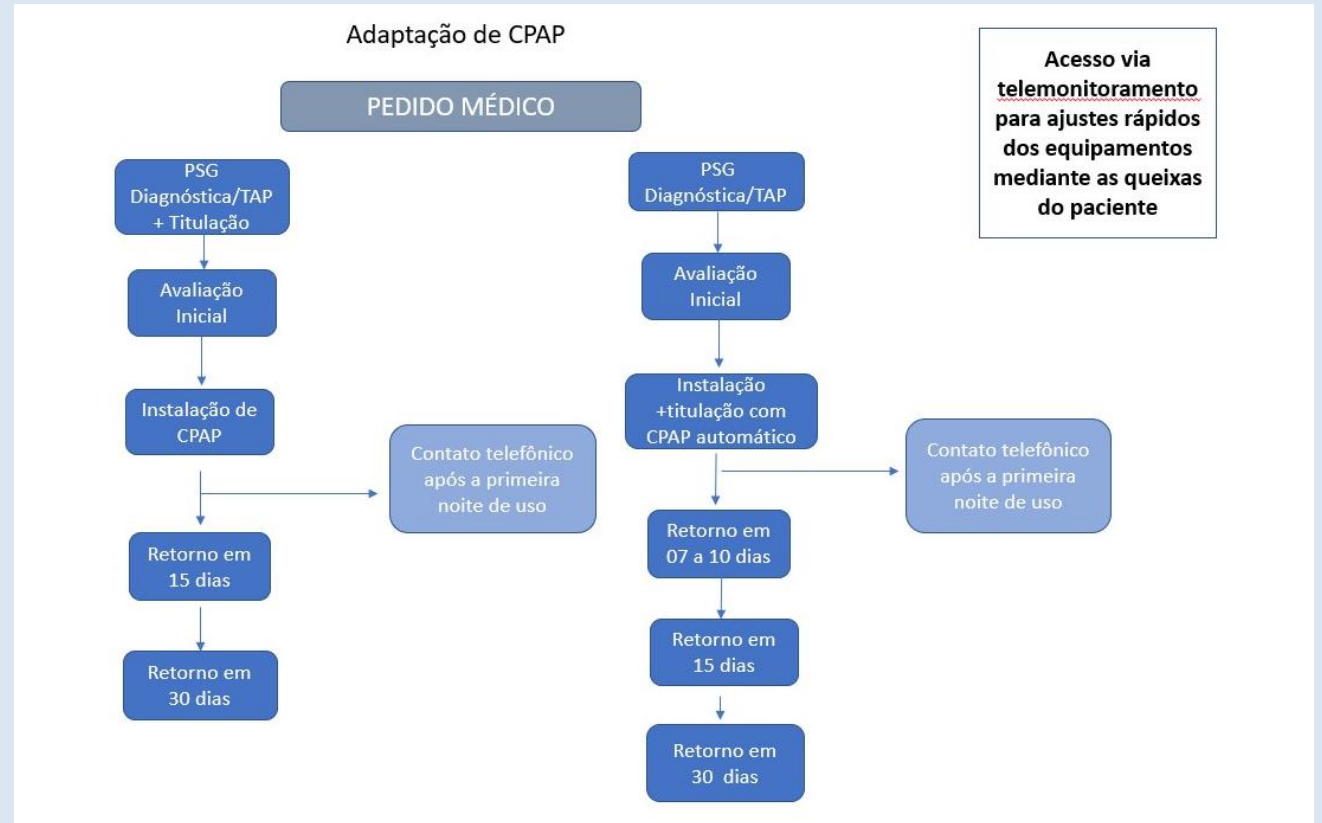 Adaptação de CPAP
PEDIDO MÉDICO
Acesso via
telemonitoramento
para ajustes rápidos
dos equipamentos
mediante as queixas
do paciente
PSG
Diagnóstica/TAP
+ Titulação
Avaliação
Inicial
Instalação de
CPAP
Contato telefônico
após a primeira
noite de uso
Retorno em
15 dias
Retorno em
30 dias
PSG
Diagnóstica/TAP
Avaliação
Inicial
Instalação
+titulação com
CPAP automático
Contato telefônico
após a primeira
noite de uso
Retorno em
07 a 10 dias
Retorno em
15 dias
Retorno em
30 dias